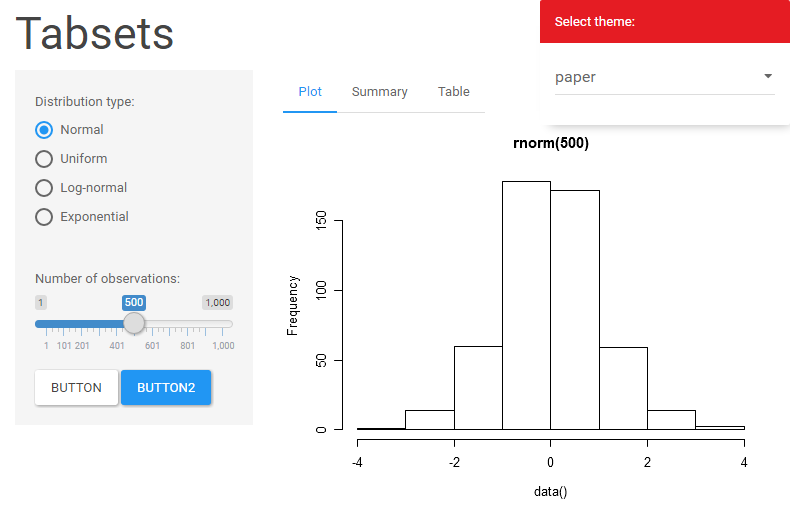 Tabsets
Select theme:
paper
Distribution type:
Normal
Uniform
Log-normal
Exponential
Number of observations:
1 500 1,000
1 101 201 401 601 801 1,000
BUTTON BUTTON2
Plot Summary Table
rnorm(500)
Frequency
150
100
50
0
-4 -2 0 2 4
data()